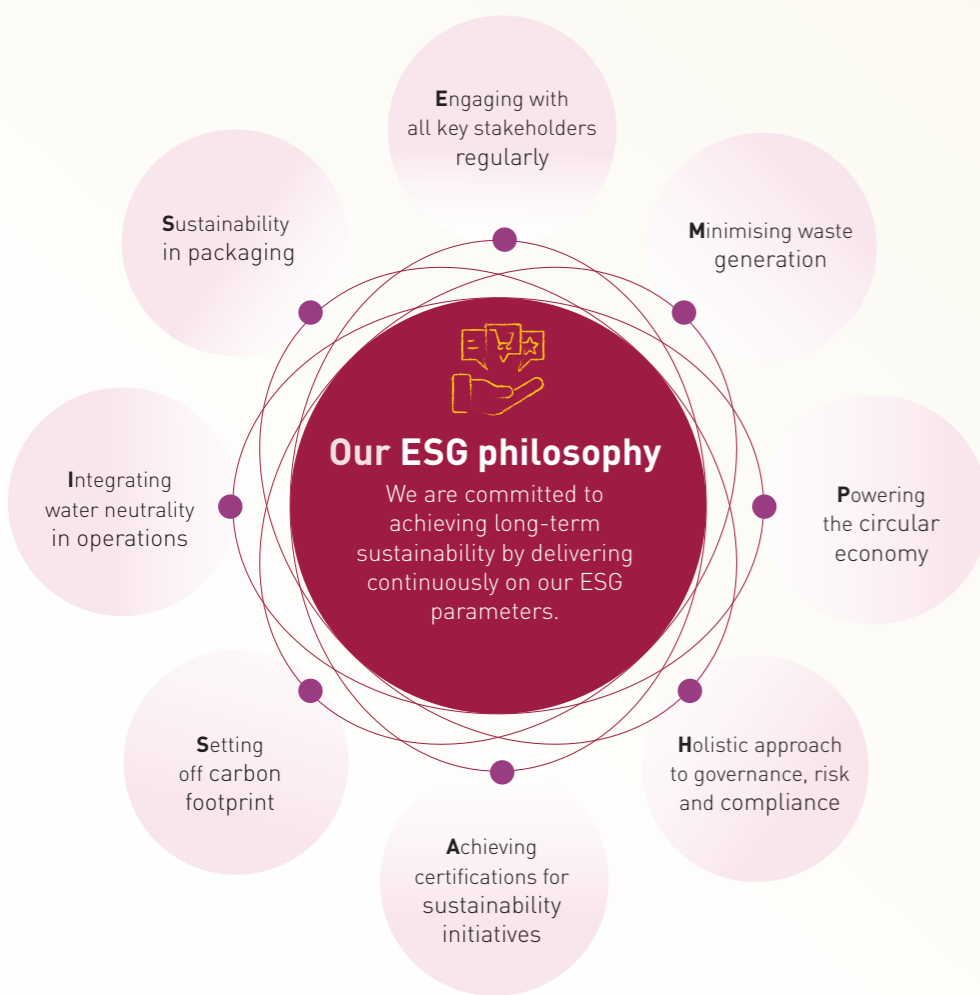 Engaging with
all key stakeholders
regularly
Minimising waste
generation
Powering
the circular
economy
Holistic approach
to governance, risk
and compliance
Achieving
certifications for
sustainability
initiatives
Setting
off carbon
footprint
Integrating
water neutrality
in operations
Sustainability
in packaging
Our ESG philosophy
We are committed to
achieving long-term
sustainability by delivering
continuously on our ESG
parameters.